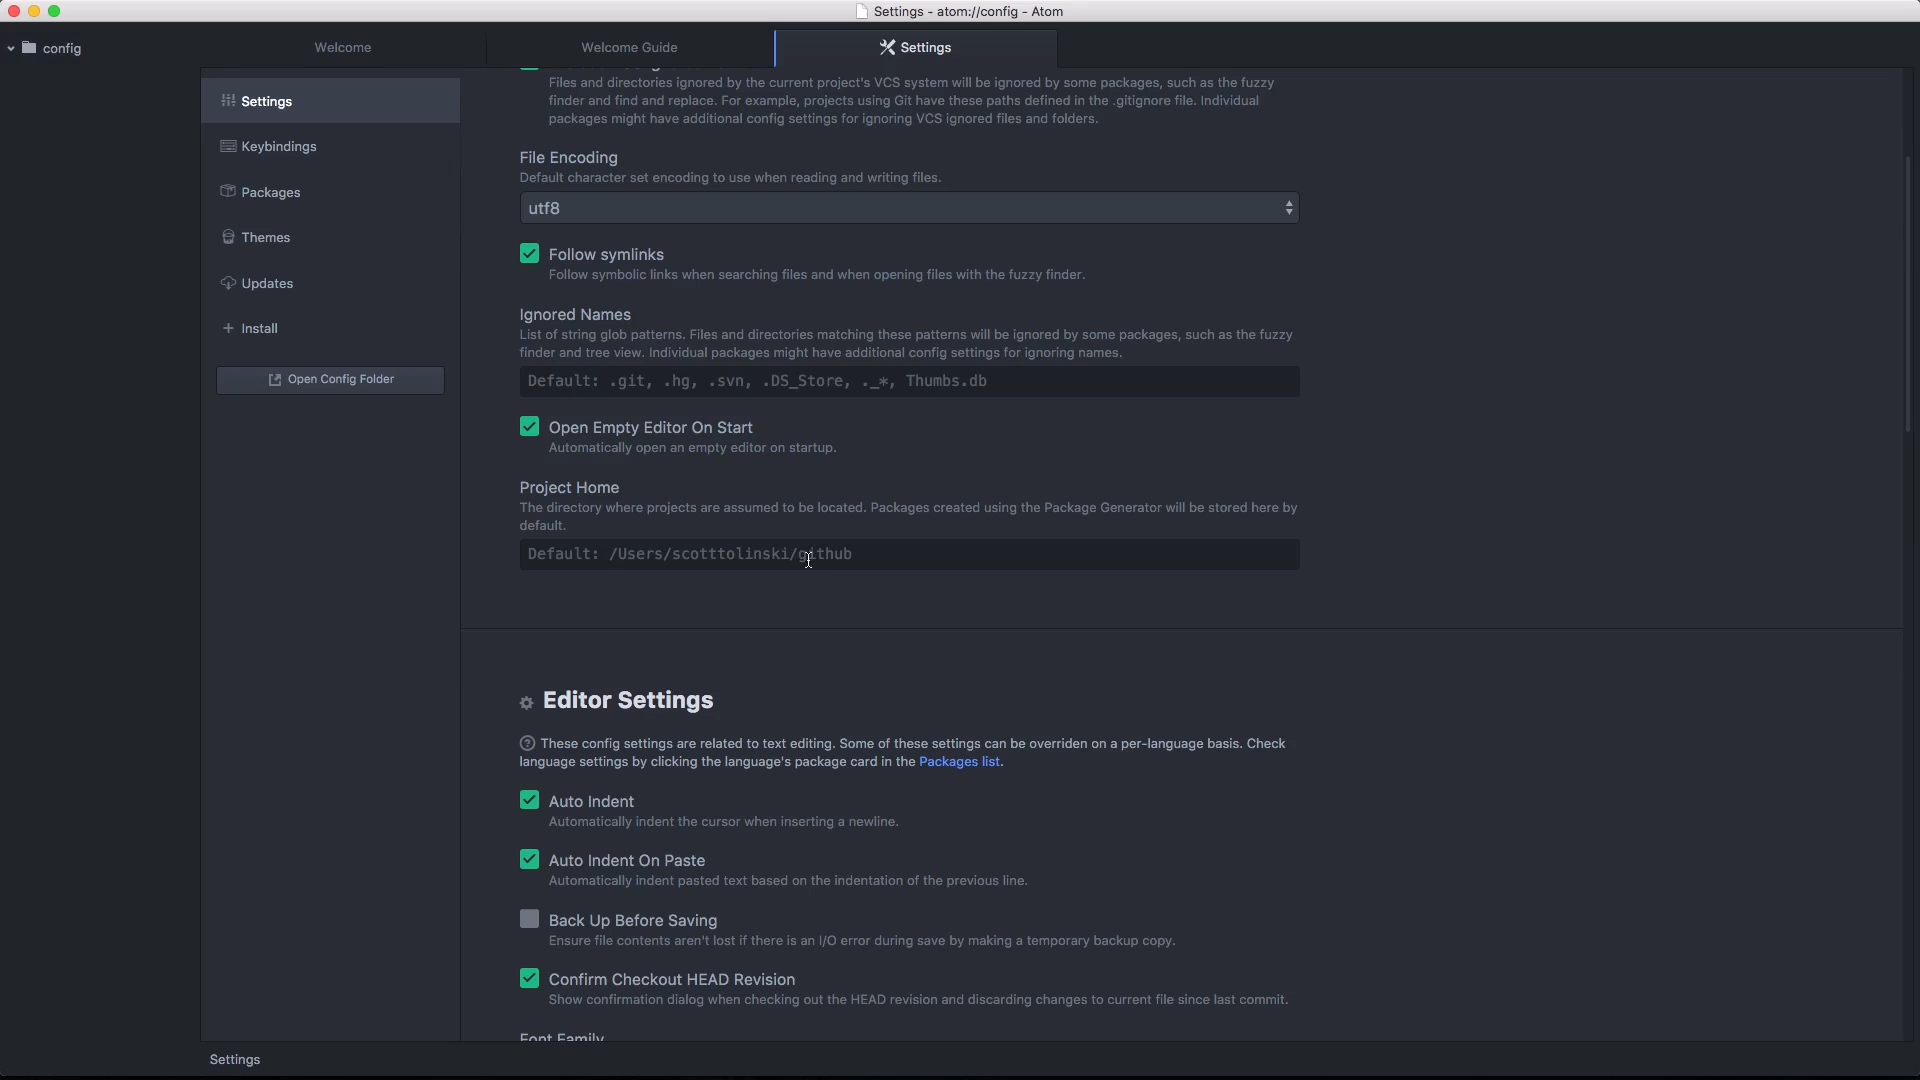 Settings - atom://config - Atom
config
Welcome
Welcome Guide
Settings
Settings
Keybindings
Packages
Themes
Updates
Install
Open Config Folder
Files and directories ignored by the current project's VCS system will be ignored by some packages, such as the fuzzy
finder and find and replace. For example, projects using Git have these paths defined in the .gitignore file. Individual
packages might have additional config settings for ignoring VCS ignored files and folders.
File Encoding
Default character set encoding to use when reading and writing files.
utf8
Follow symlinks
Follow symbolic links when searching files and when opening files with the fuzzy finder.
Ignored Names
List of string glob patterns. Files and directories matching these patterns will be ignored by some packages, such as the fuzzy
finder and tree view. Individual packages might have additional config settings for ignoring names.
Default: .git, .hg, .svn, .DS_Store, ._*, Thumbs.db
Open Empty Editor On Start
Automatically open an empty editor on startup.
Project Home
The directory where projects are assumed to be located. Packages created using the Package Generator will be stored here by
default.
Default: /Users/scotttolinski/github
Editor Settings
These config settings are related to text editing. Some of these settings can be overriden on a per-language basis. Check
language settings by clicking the language's package card in the Packages list.
Auto Indent
Automatically indent the cursor when inserting a newline.
Auto Indent On Paste
Automatically indent pasted text based on the indentation of the previous line.
Back Up Before Saving
Ensure file contents aren't lost if there is an I/O error during save by making a temporary backup copy.
Confirm Checkout HEAD Revision
Show confirmation dialog when checking out the HEAD revision and discarding changes to current file since last commit.
Font Family
Settings